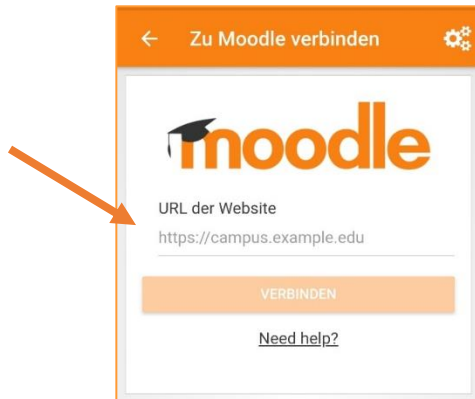 Zu Moodle verbinden
moodle
URL der Website
https://campus.example.edu
VERBINDEN
Need help?